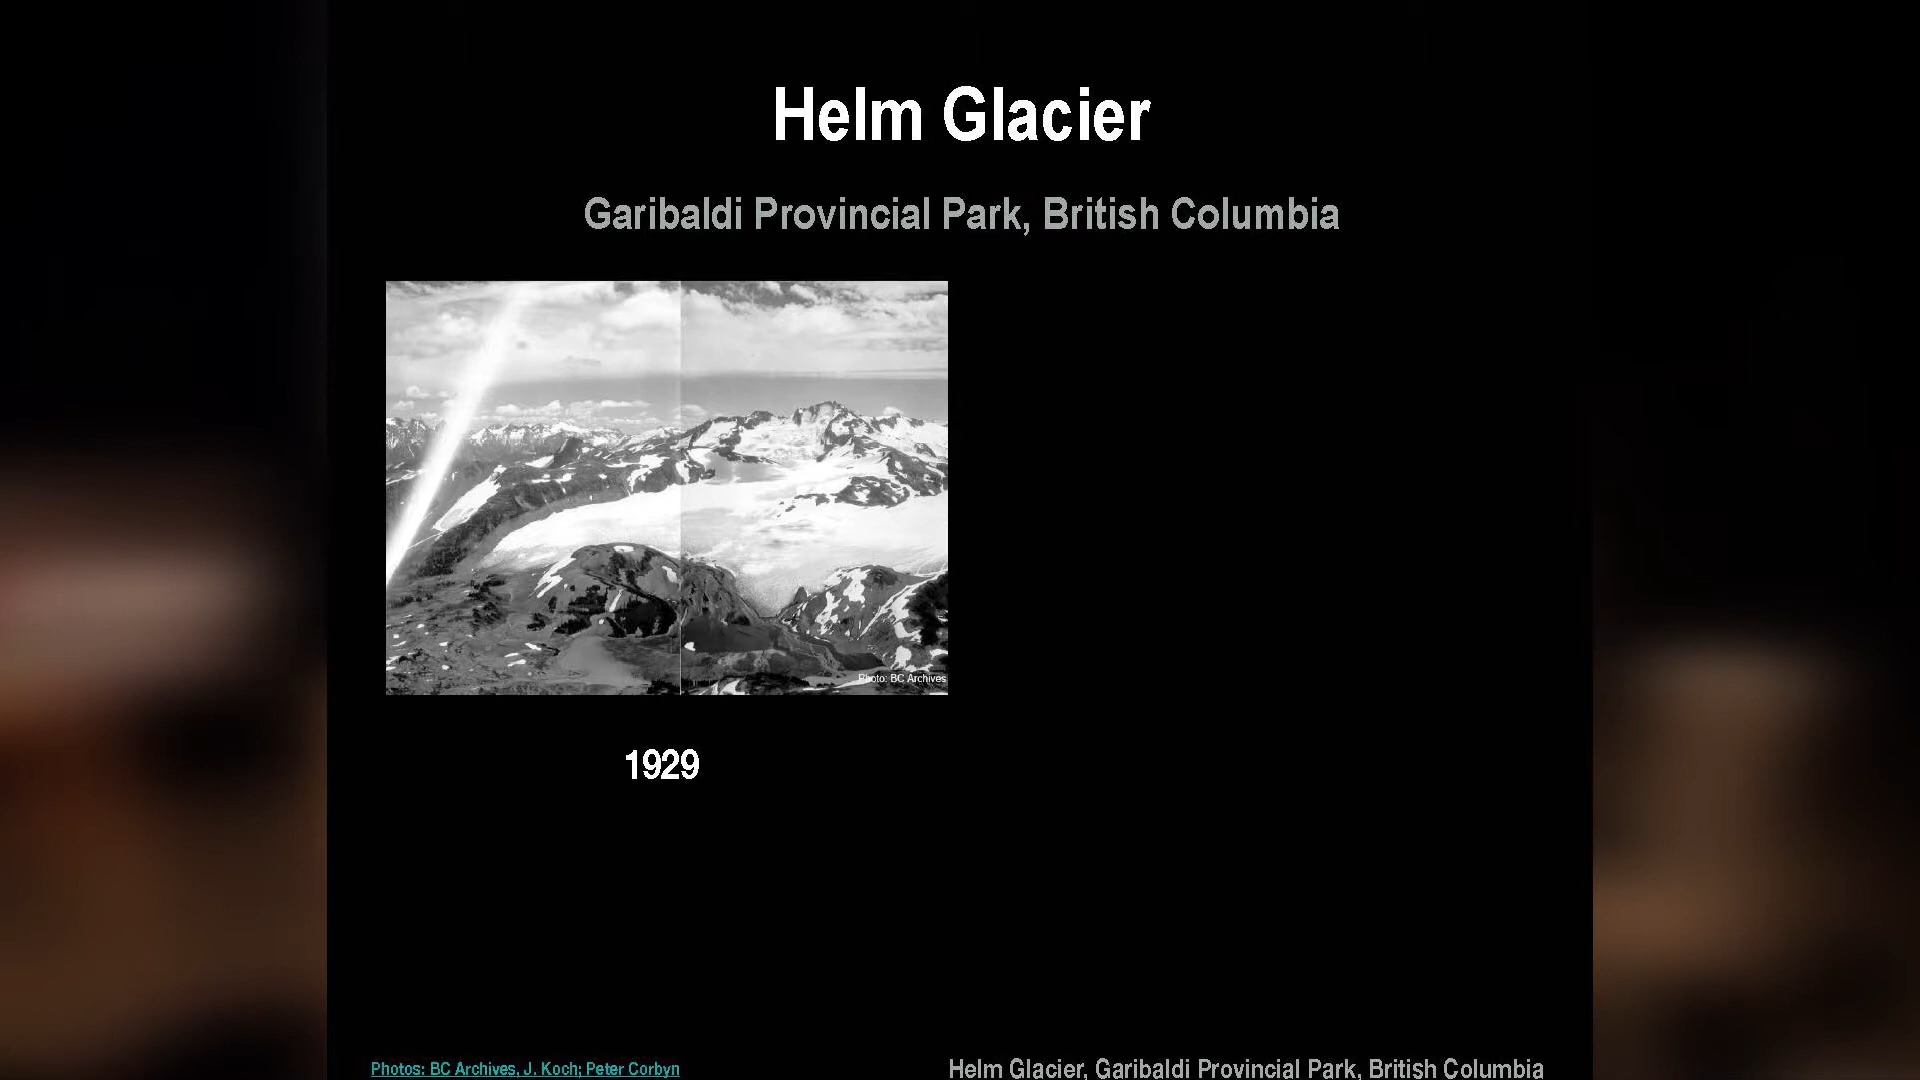 Helm Glacier
Garibaldi Provincial Park, British Columbia
Photo: BC Archives
1929
Photos: BC Archives, J. Koch; Peter Corbyn
Helm Glacier, Garibaldi Provincial Park, British Columbia